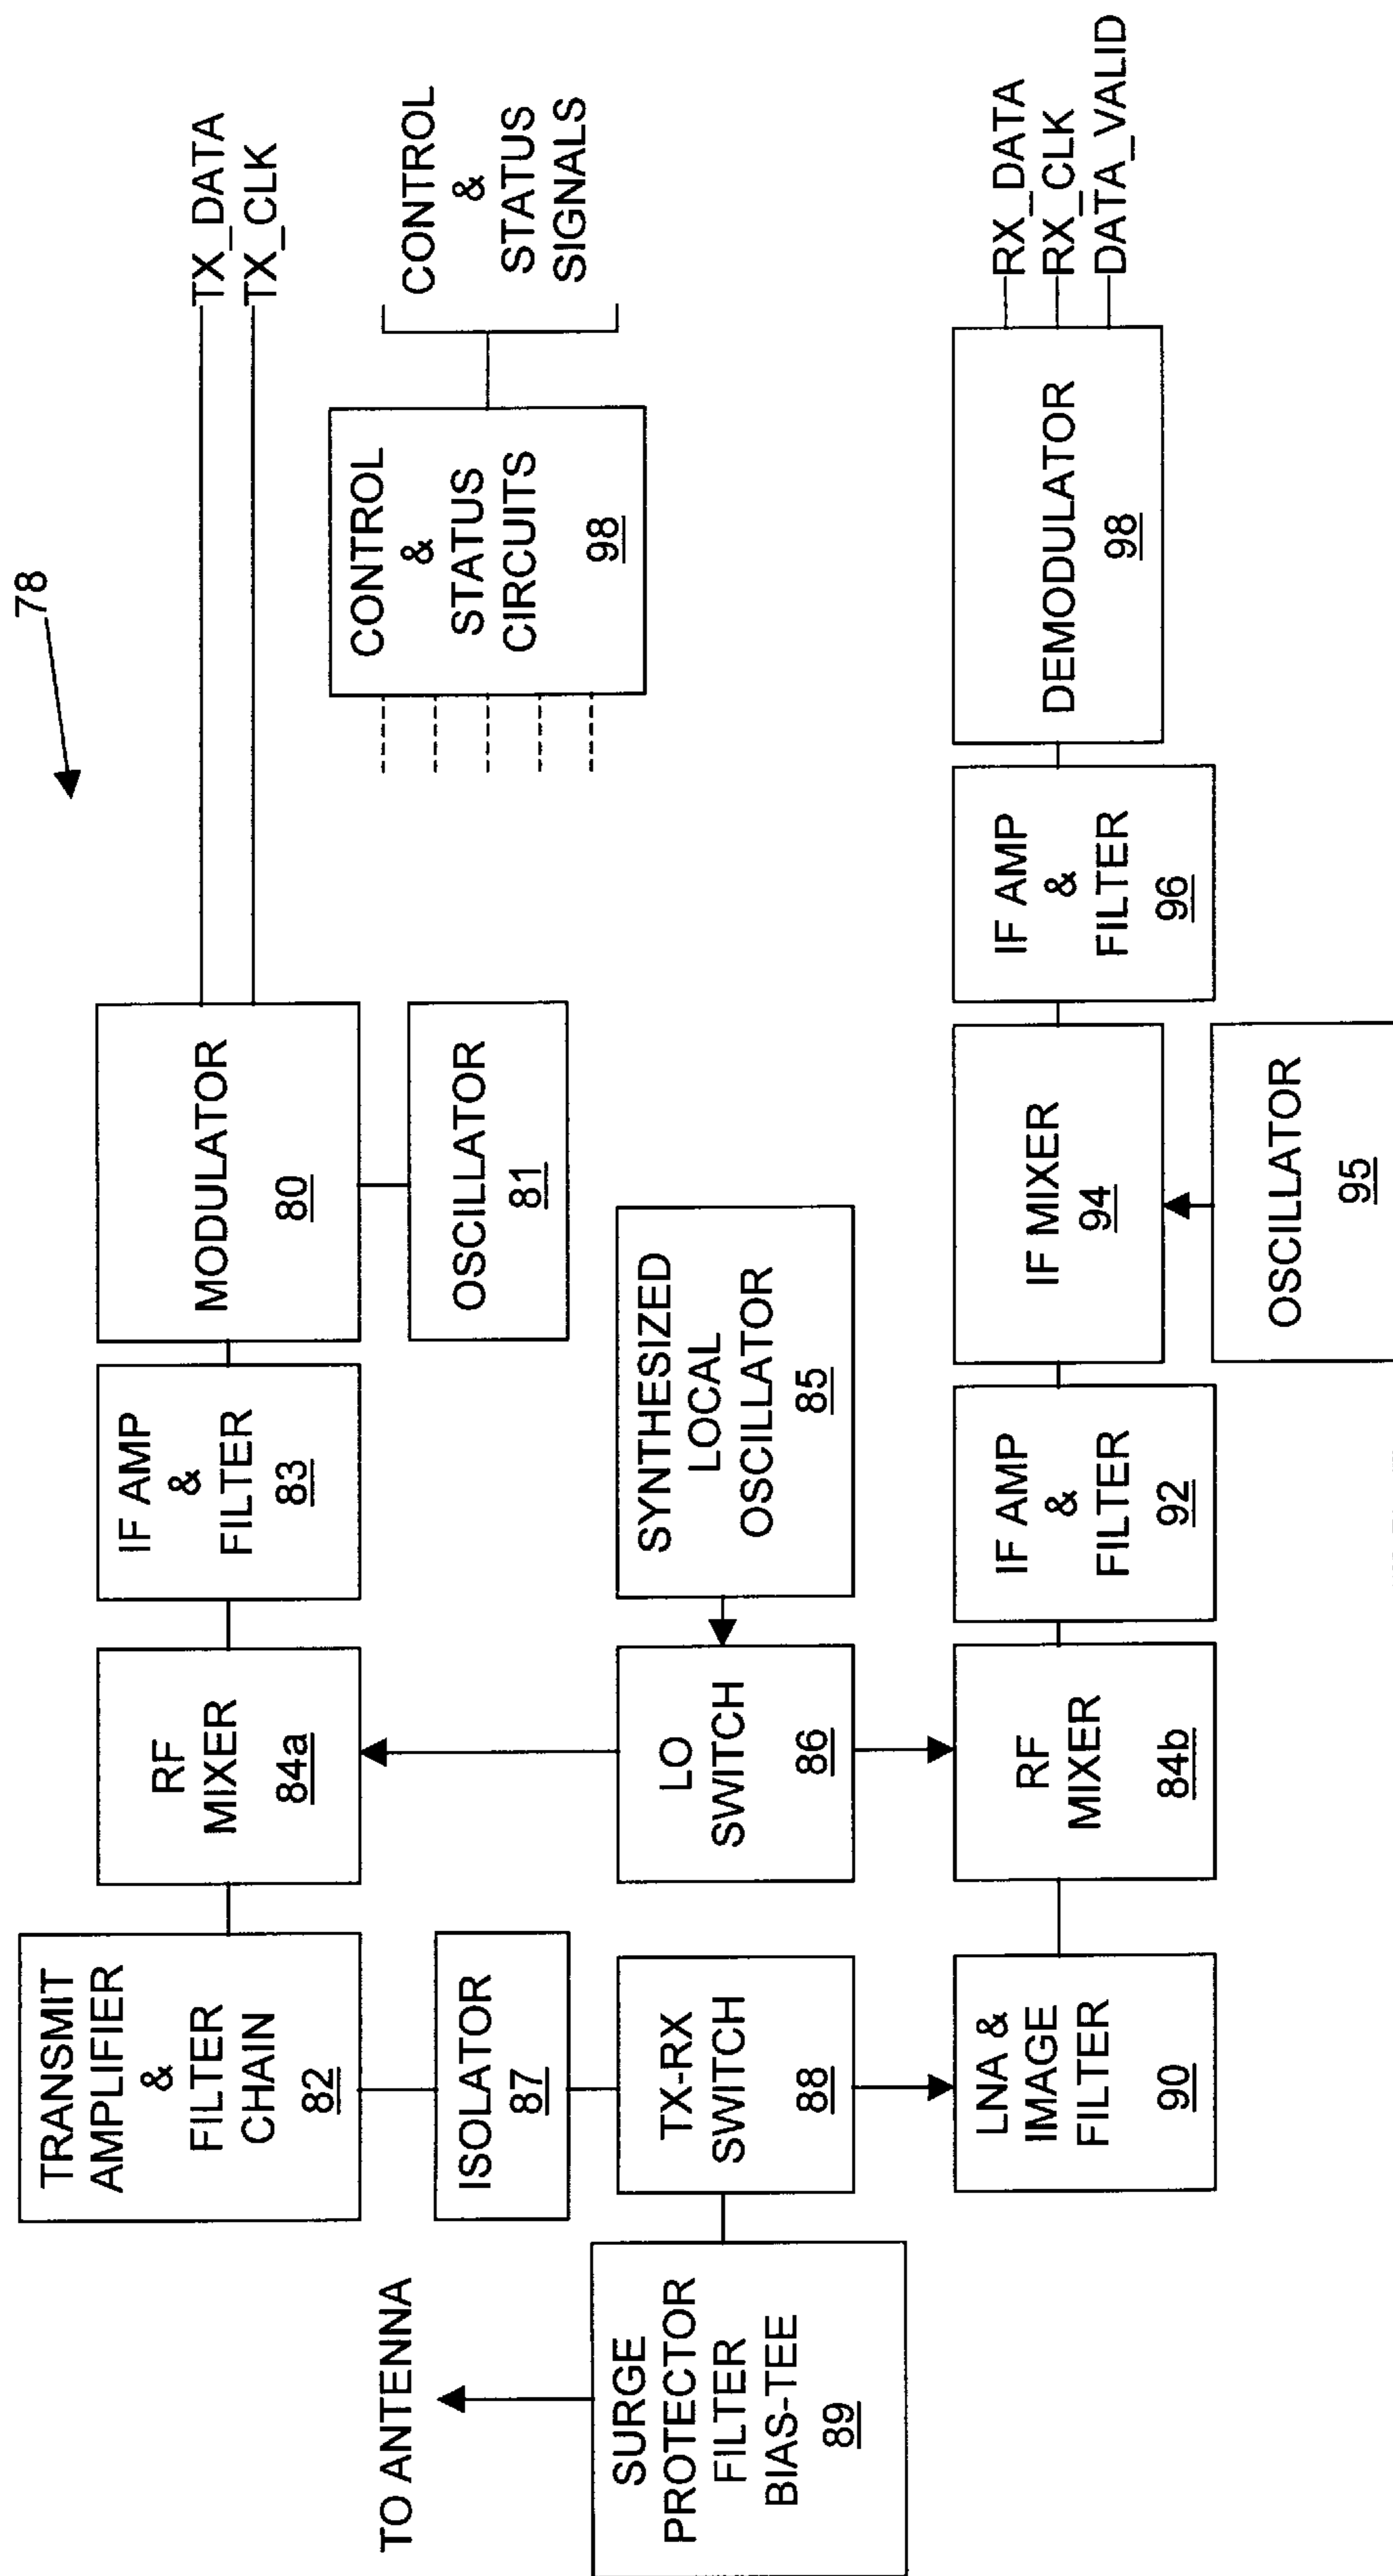 78
TRANSMIT
AMPLIFIER
&
FILTER
CHAIN
82
RF
MIXER
84a
IF AMP
&
FILTER
83
MODULATOR
80
TX_DATA
TX_CLK
TO ANTENNA
ISOLATOR
87
OSCILLATOR
81
CONTROL
&
STATUS
CIRCUITS
98
CONTROL
&
STATUS
SIGNALS
SURGE
PROTECTOR
FILTER
BIAS-TEE
89
TX-RX
SWITCH
88
LO
SWITCH
86
SYNTHESIZED
LOCAL
OSCILLATOR
85
LNA &
IMAGE
FILTER
90
RF
MIXER
84b
IF AMP
&
FILTER
92
IF MIXER
94
IF AMP
&
FILTER
96
DEMODULATOR
98
RX_DATA
RX_CLK
DATA_VALID
OSCILLATOR
95